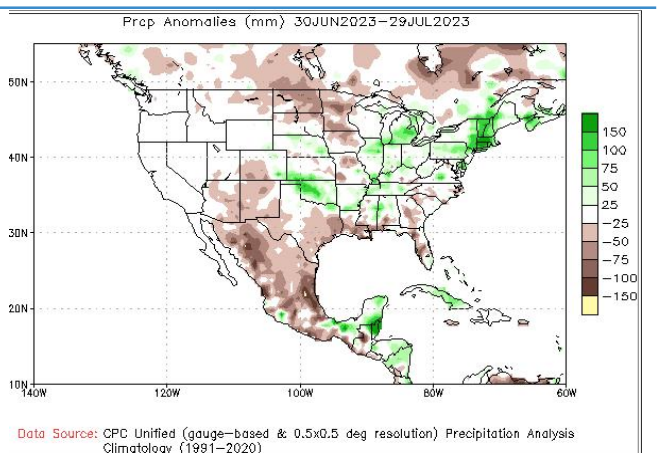 Prcp Anomalies (mm) 30JUN2023-29JUL2023
50N
40N
30N
20N
10N
140W 120W 100W 80W 60W
150
100
75
50
25
-25
-50
-75
-100
-150
Data Source: CPC Unified (gauge-based & 0.5x0.5 deg resolution) Precipitation Analysis
Climatology (1991-2020)